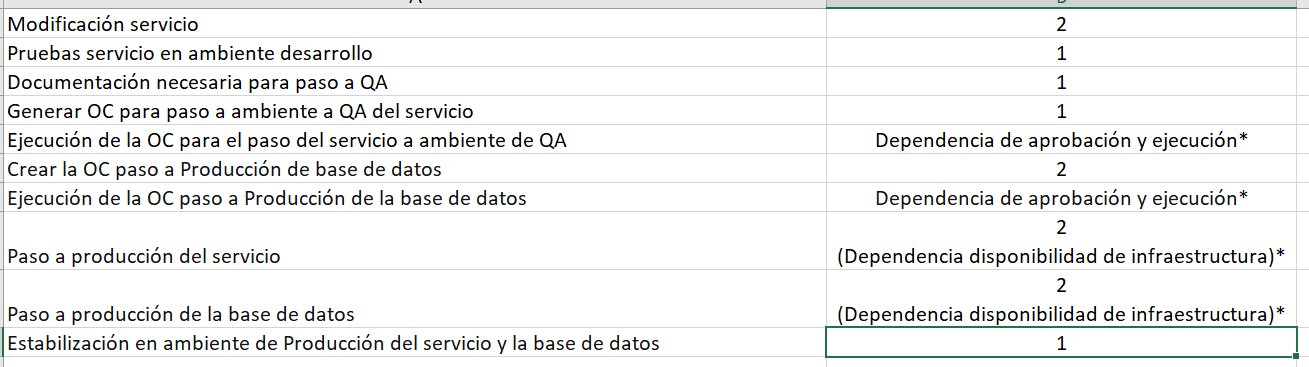 Modificación servicio 2
Pruebas servicio en ambiente desarrollo 1
Documentación necesaria para paso a QA 1
Generar OC para paso a ambiente a QA del servicio 1
Ejecución de la OC para el paso del servicio a ambiente de QA Dependencia de aprobación y ejecución*
Crear la OC paso a Producción de base de datos 2
Ejecución de la OC paso a Producción de la base de datos Dependencia de aprobación y ejecución*
2
Paso a producción del servicio (Dependencia disponibilidad de infraestructura)*
2
Paso a producción de la base de datos (Dependencia disponibilidad de infraestructura)*
Estabilización en ambiente de Producción del servicio y la base de datos 1